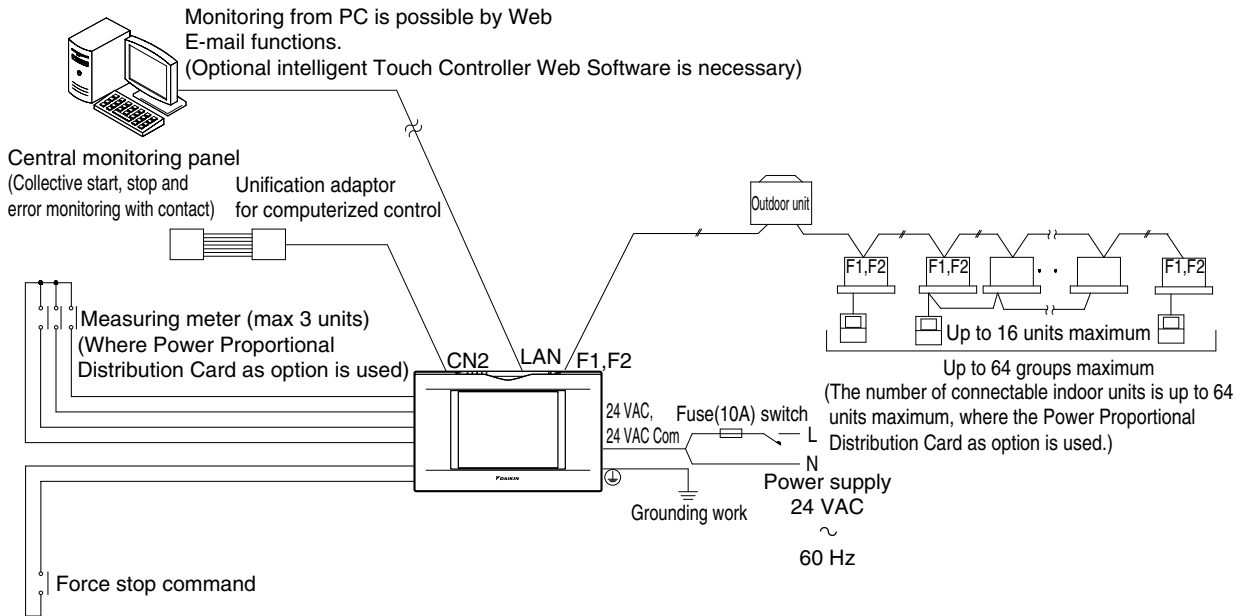 Monitoring from PC is possible by Web
E-mail functions.
(Optional intelligent Touch Controller Web Software is necessary)
Central monitoring panel
(Collective start, stop and
error monitoring with contact)
Unification adaptor
for computerized control
Outdoor unit
F1,F2
F1,F2
F1,F2
Up to 16 units maximum
Up to 64 groups maximum
(The number of connectable indoor units is up to 64
units maximum, where the Power Proportional
Distribution Card as option is used.)
Measuring meter (max 3 units)
(Where Power Proportional
Distribution Card as option is used)
CN2
LAN
F1,F2
24 VAC,
24 VAC Com
Fuse(10A) switch
L
N
Power supply
24 VAC
~
60 Hz
Grounding work
DAIKIN
Force stop command